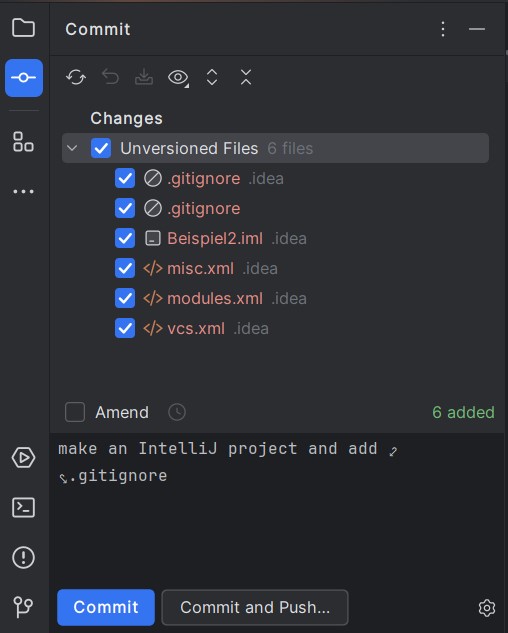 Commit
Changes
Unversioned Files 6 files
.gitignore .idea
.gitignore
Beispiel2.iml .idea
misc.xml .idea
modules.xml .idea
vcs.xml .idea
Amend 6 added
make an IntelliJ project and add
.gitignore
Commit Commit and Push...